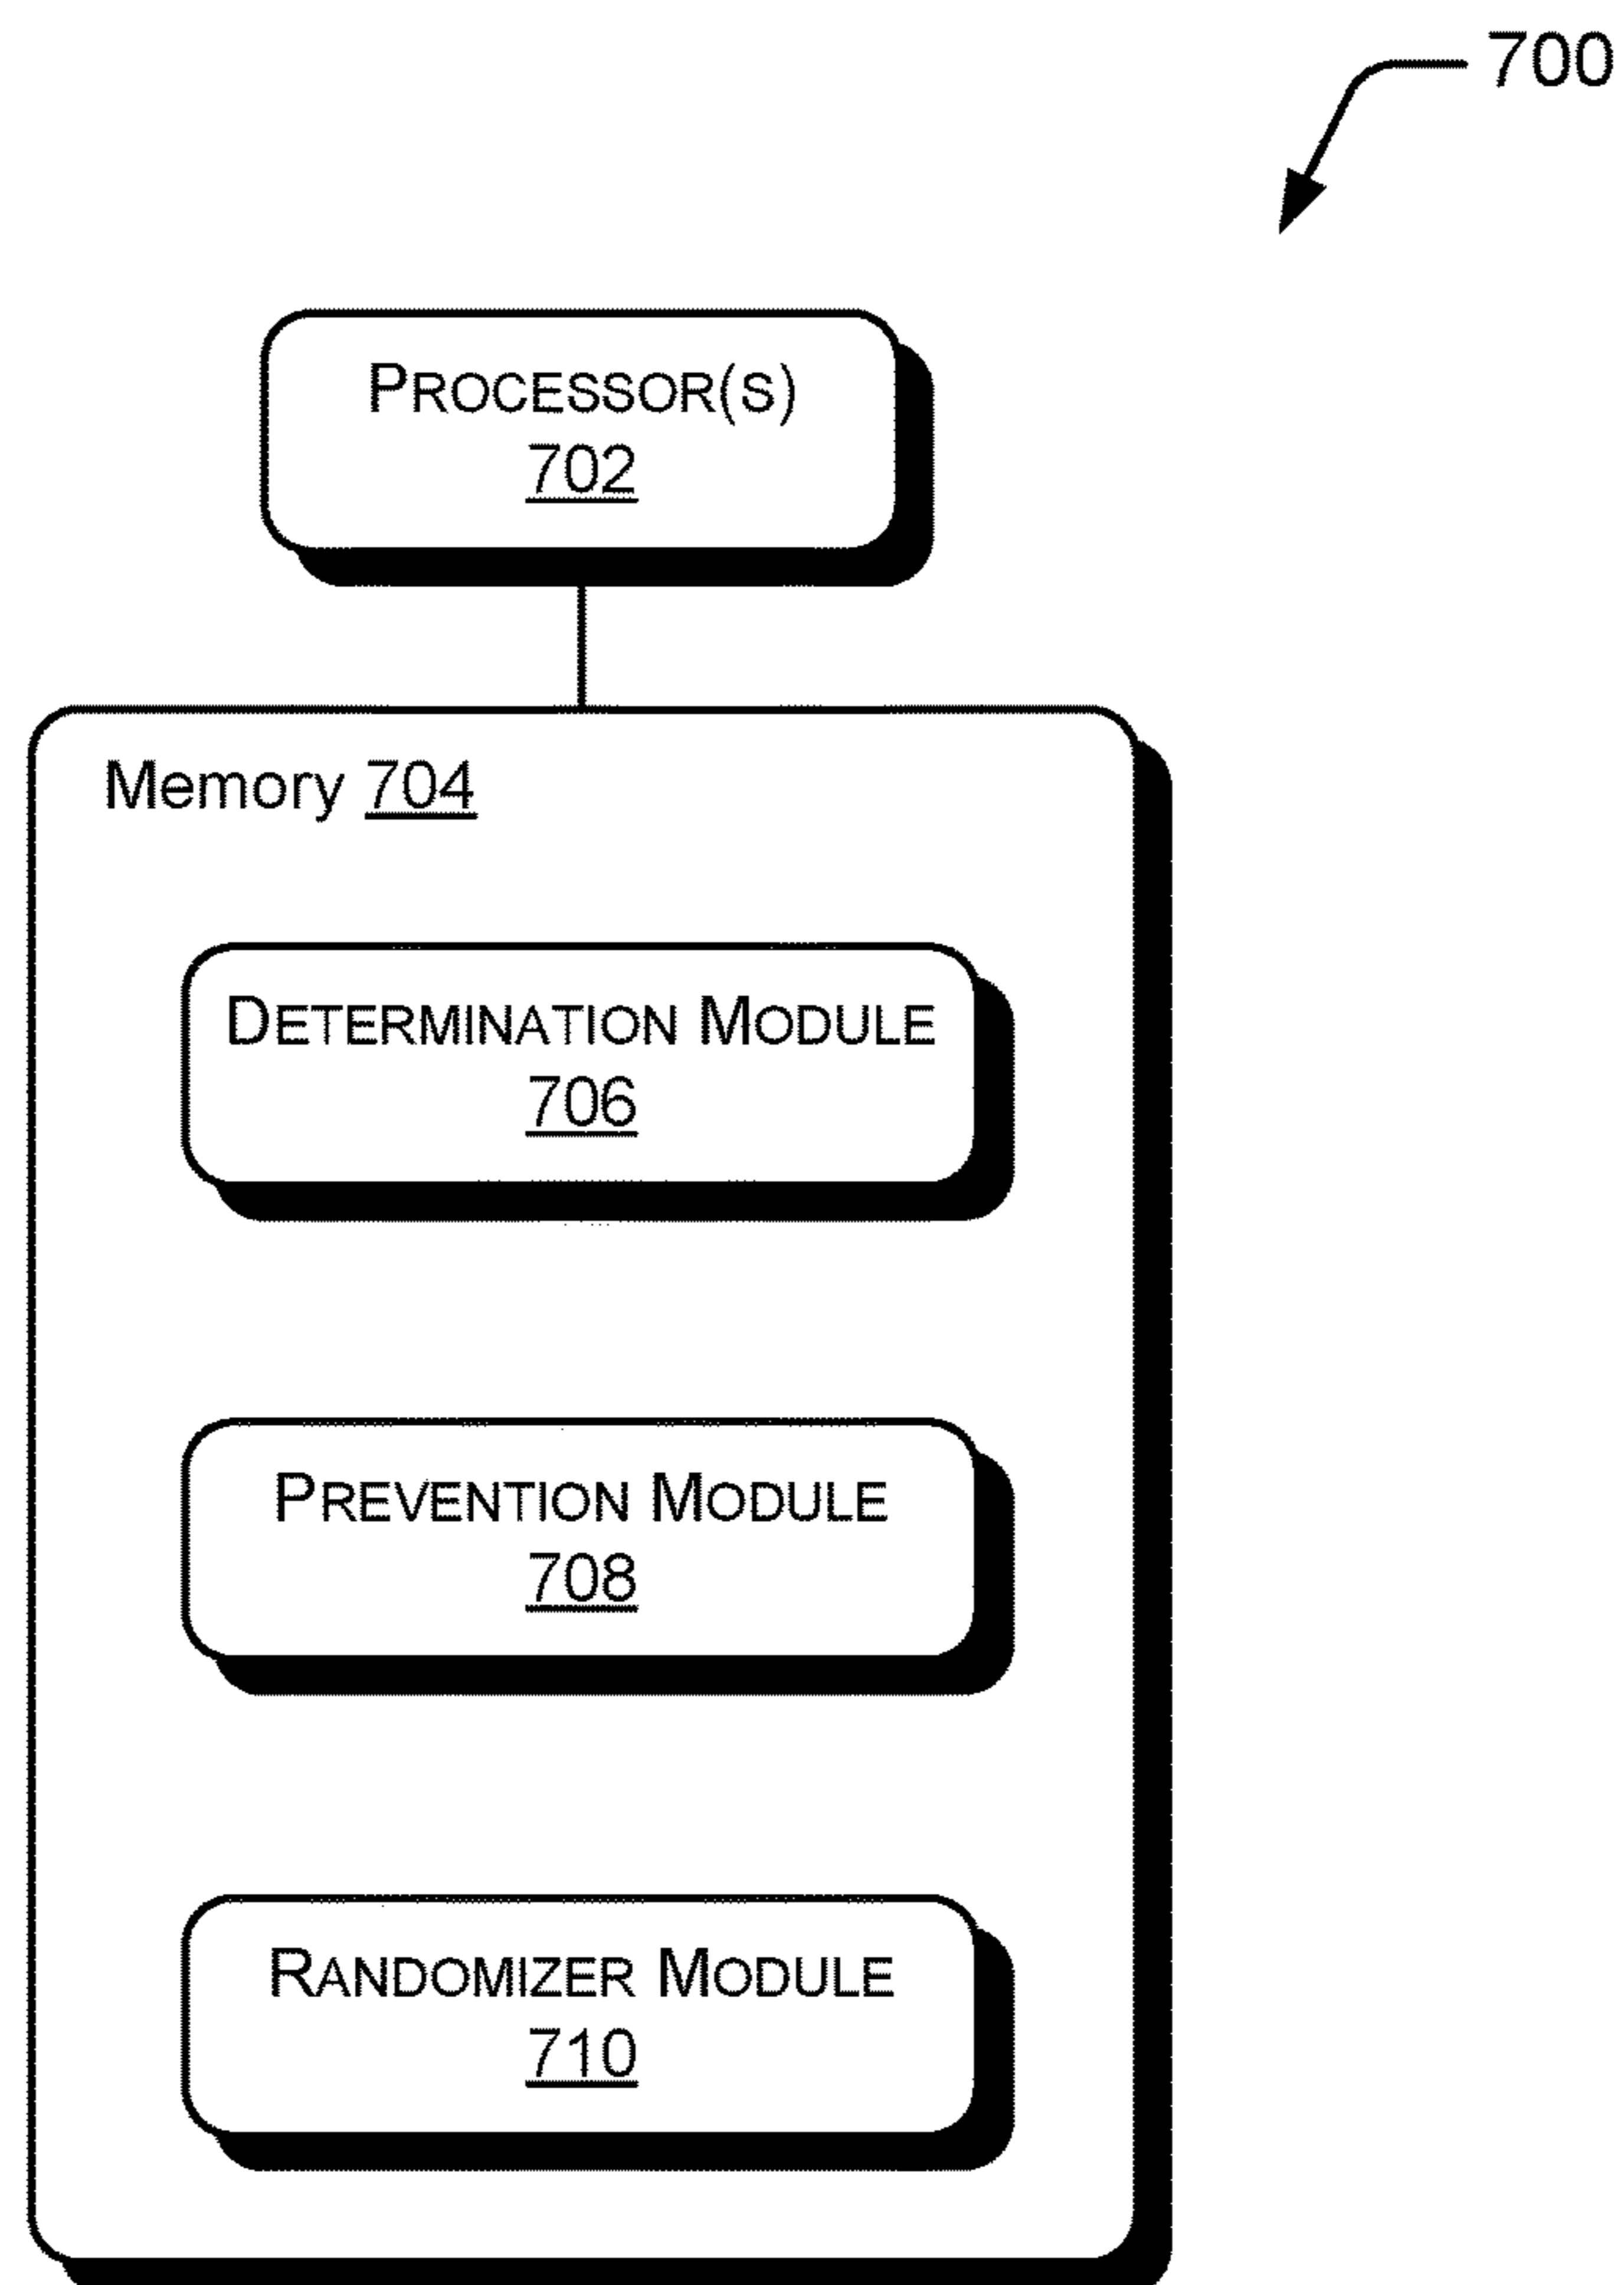 700
PROCESSOR(S)
702
Memory 704
DETERMINATION MODULE
706
PREVENTION MODULE
708
RANDOMIZER MODULE
710